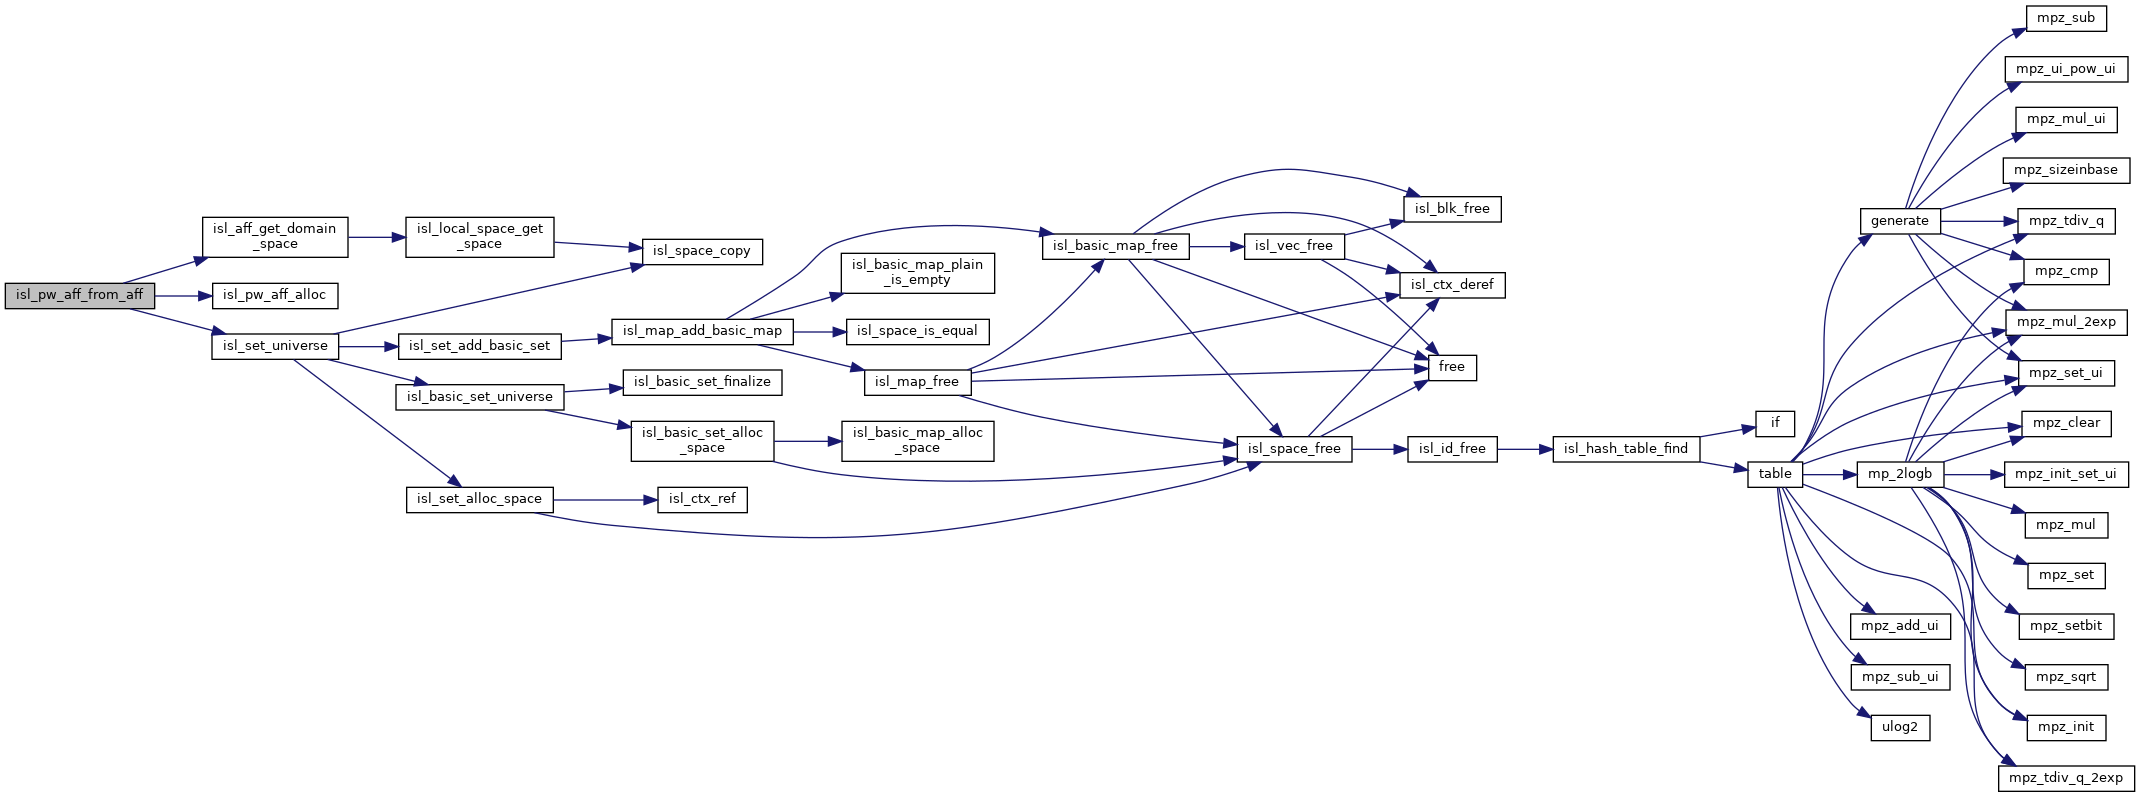 isl_pw_aff_from_aff
isl_aff_get_domain
_space
isl_pw_aff_alloc
isl_set_universe
isl_local_space_get
_space
isl_set_add_basic_set
isl_basic_set_universe
isl_set_alloc_space
isl_space_copy
isl_map_add_basic_map
isl_basic_set_finalize
isl_basic_set_alloc
_space
isl_ctx_ref
isl_basic_map_plain
_is_empty
isl_space_is_equal
isl_map_free
isl_basic_map_alloc
_space
isl_basic_map_free
isl_vec_free
isl_space_free
isl_blk_free
isl_ctx_deref
free
isl_id_free
isl_hash_table_find
if
table
generate
mp_2logb
mpz_add_ui
mpz_sub_ui
ulog2
mpz_sub
mpz_ui_pow_ui
mpz_mul_ui
mpz_sizeinbase
mpz_tdiv_q
mpz_cmp
mpz_mul_2exp
mpz_set_ui
mpz_clear
mpz_init_set_ui
mpz_mul
mpz_set
mpz_setbit
mpz_sqrt
mpz_init
mpz_tdiv_q_2exp